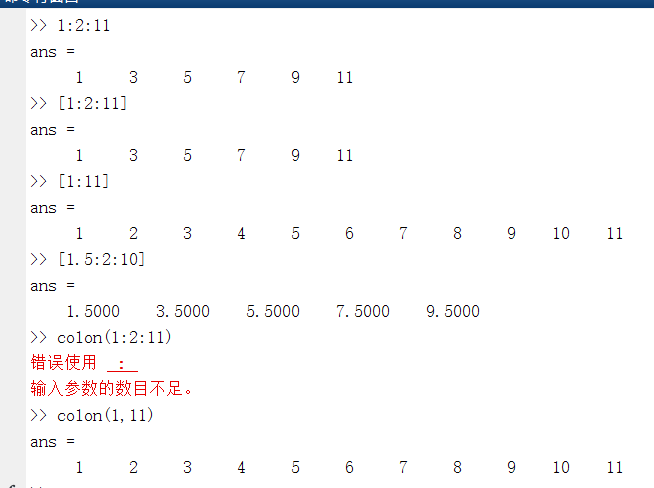 >> 1:2:11
ans =
1 3 5 7 9 11
>> [1:2:11]
ans =
1 3 5 7 9 11
>> [1:11]
ans =
1 2 3 4 5 6 7 8 9 10 11
>> [1.5:2:10]
ans =
1.5000 3.5000 5.5000 7.5000 9.5000
>> colon(1:2:11)
错误使用 :
输入参数的数目不足。
>> colon(1,11)
ans =
1 2 3 4 5 6 7 8 9 10 11